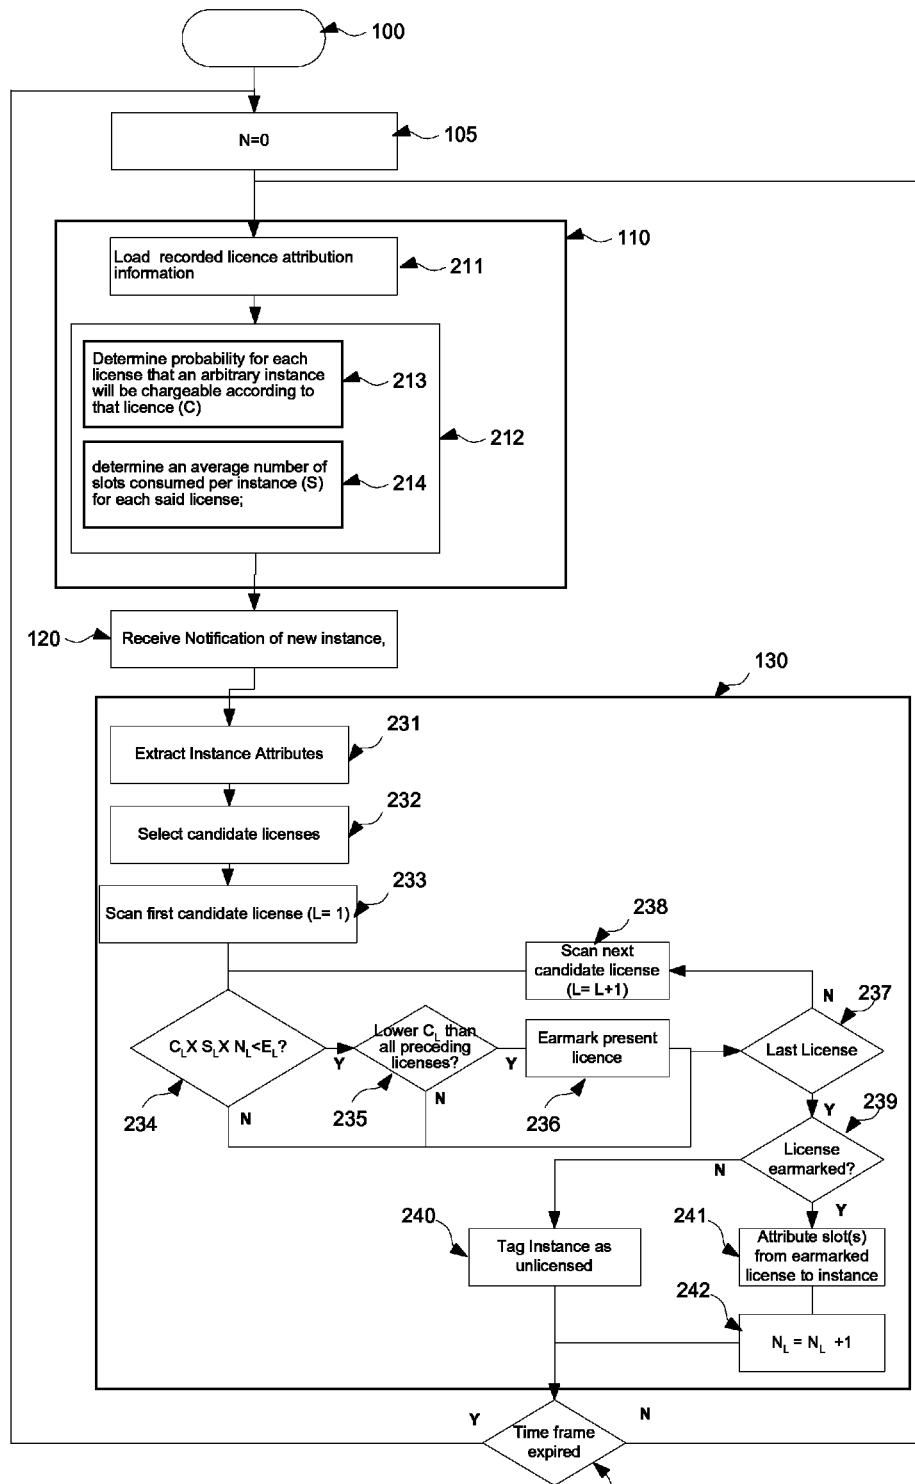 100
N=0
105
110
Load recorded licence attribution
information
211
Determine probability for each
license that an arbitrary instance
will be chargeable according to
that licence (C)
213
212
determine an average number of
slots consumed per instance (S)
for each said license;
214
120
Receive Notification of new instance,
130
231
Extract Instance Attributes
232
Select candidate licenses
233
Scan first candidate license (L= 1)
238
Scan next
candidate license
(L= L+1)
N
237
C_L X S_L X N_L<E_L?
Y
234
N
Lower C_L than
all preceding
licenses?
Y
235
N
Earmark present
licence
236
Last License
Y
239
License
earmarked?
N
Y
240
Tag Instance as
unlicensed
241
Attribute slot(s)
from earmarked
license to instance
242
N_L = N_L +1
Y
N
Time frame
expired